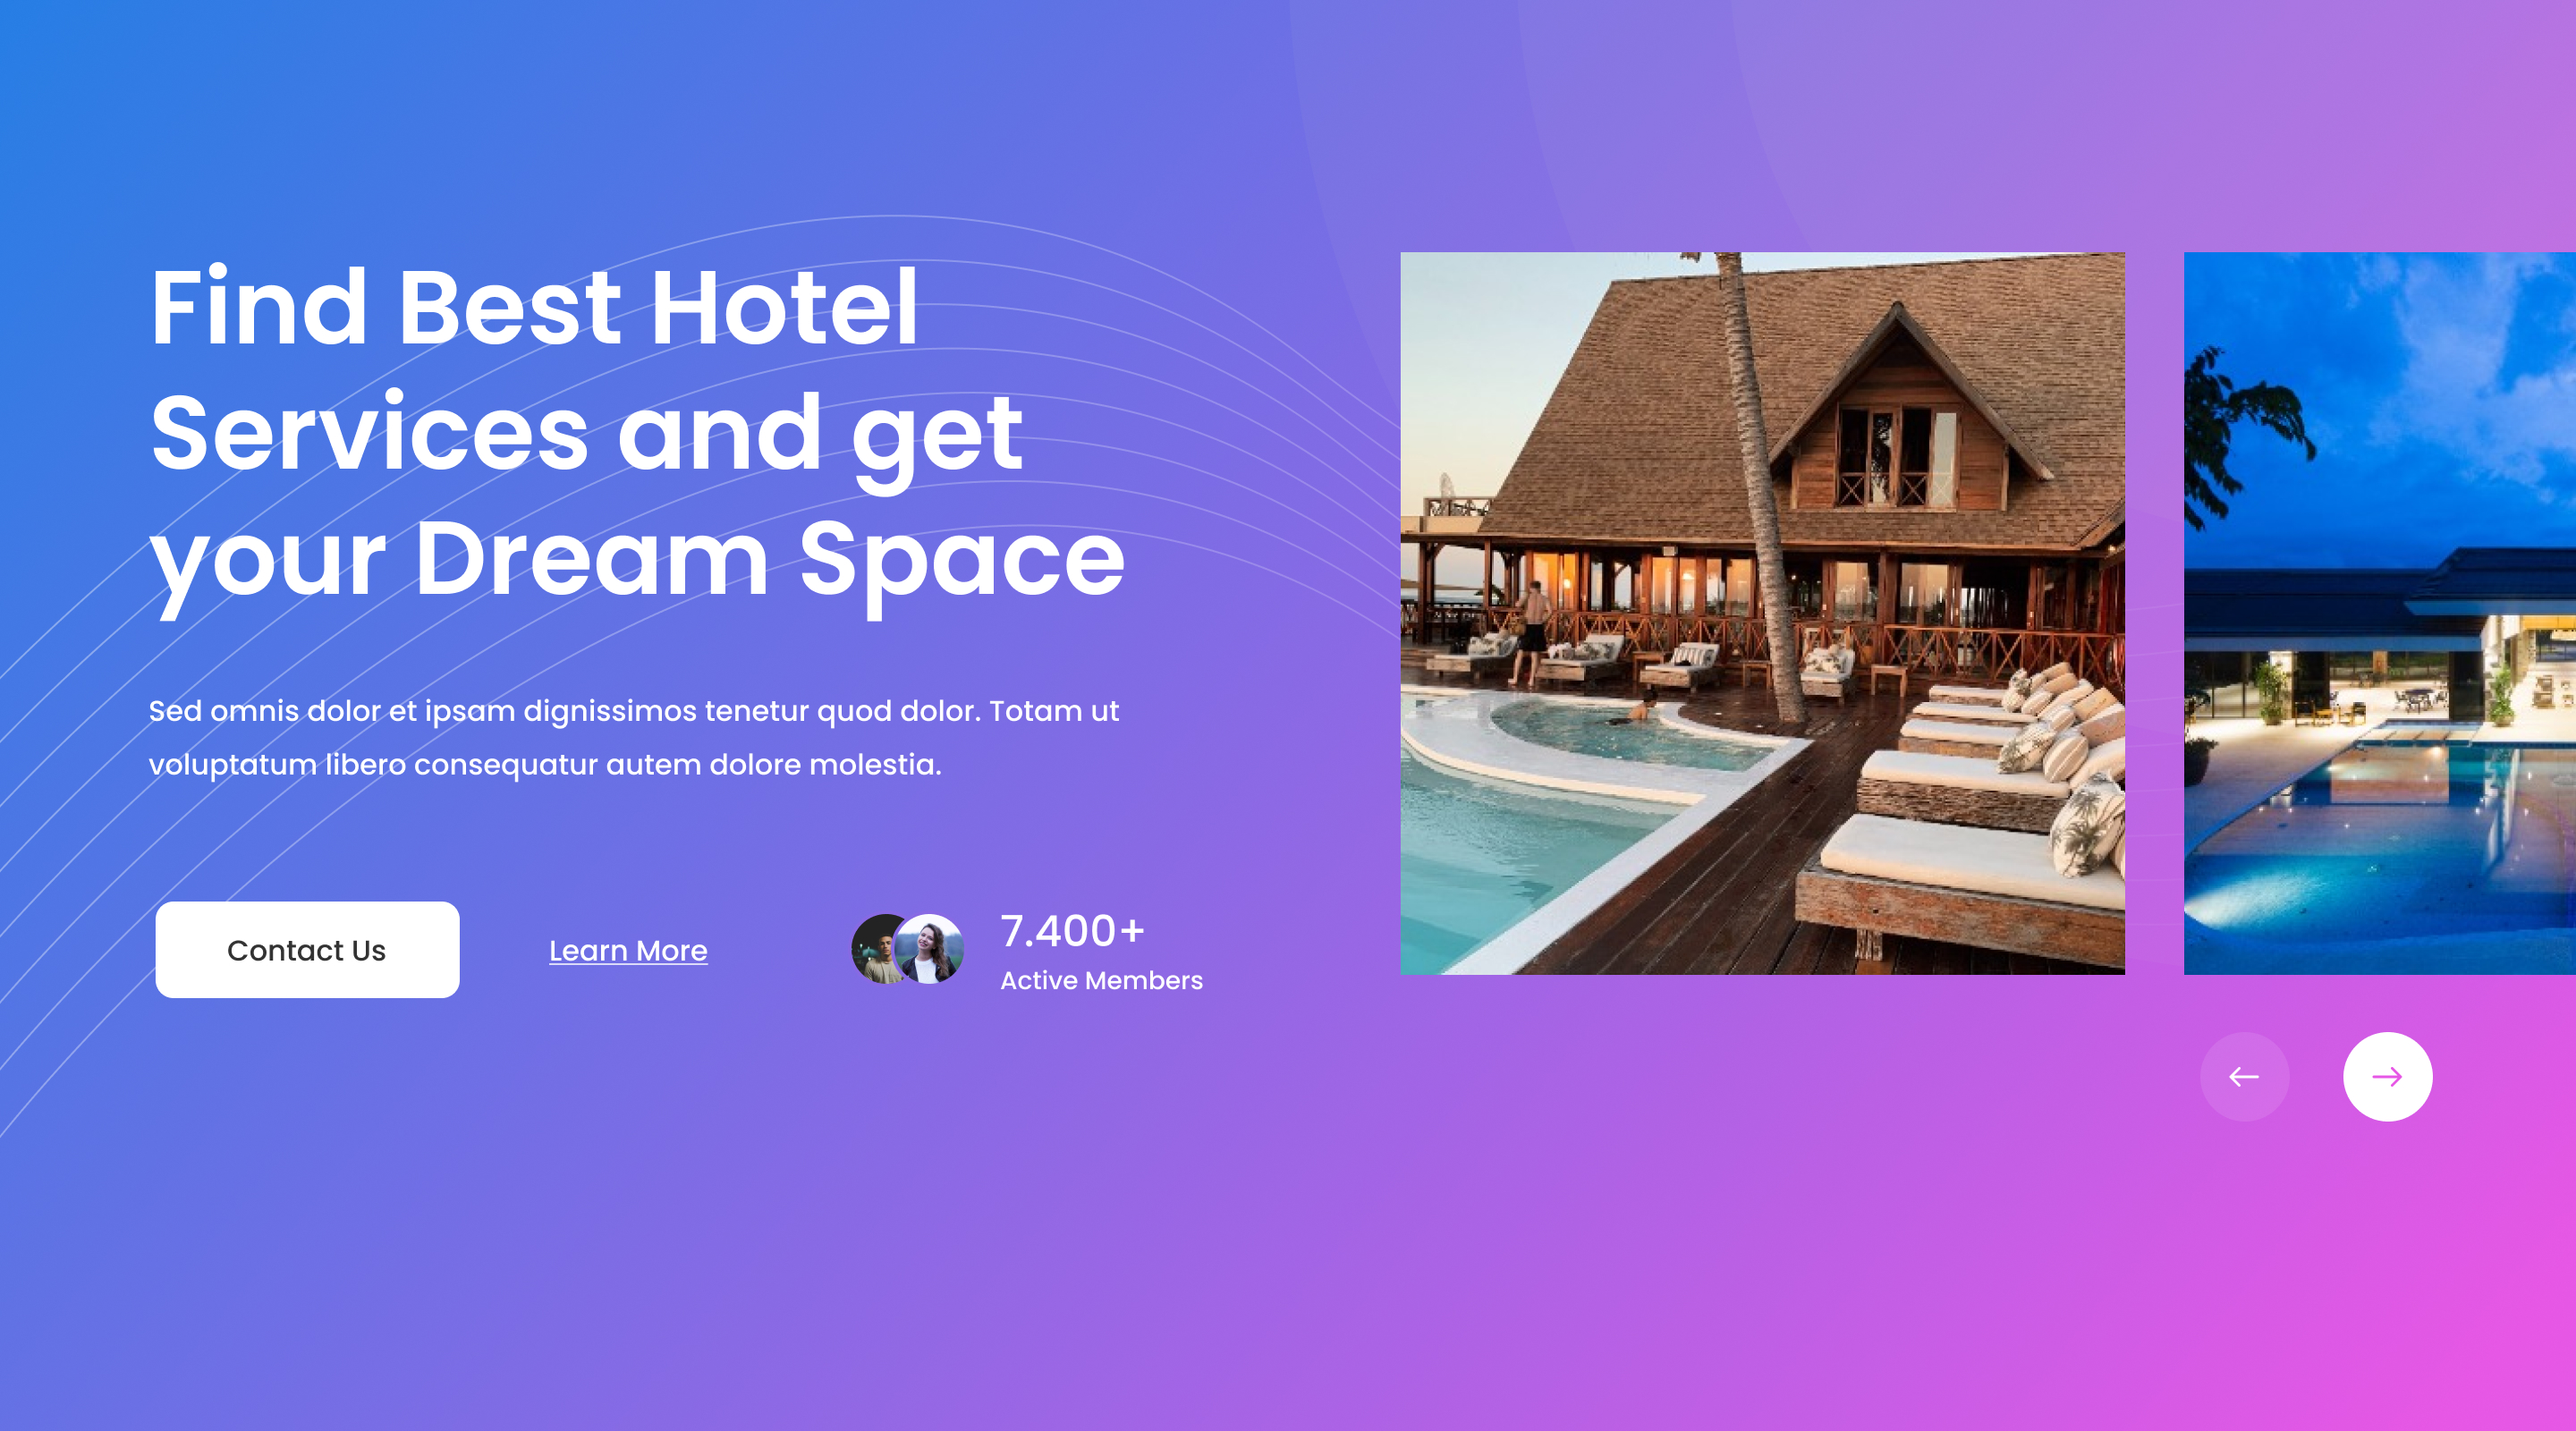 Find Best Hotel
Services and get
your Dream Space
Sed omnis dolor et ipsam dignissimos tenetur quod dolor. Totam ut
voluptatum libero consequatur autem dolore molestia.
Contact Us
Learn More
7.400+
Active Members